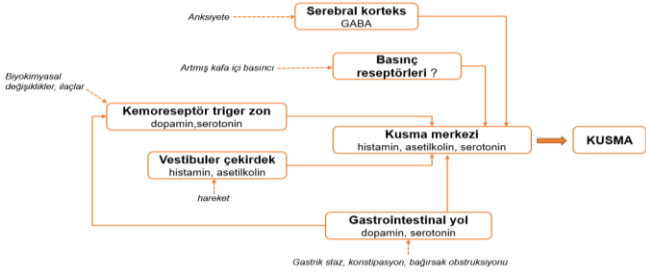 Anksiyete
Serebral korteks
GABA
Artmış kafa içi basıncı
Basınç
reseptörleri ?
Biyokimyasal
değişiklikler, ilaçlar
Kemoreseptör triger zon
dopamin,serotonin
Kusma merkezi
histamin, asetilkolin, serotonin
KUSMA
Vestibuler çekirdek
histamin, asetilkolin
hareket
Gastrointestinal yol
dopamin, serotonin
Gastrik staz, konstipasyon, bağırsak obstruksiyonu